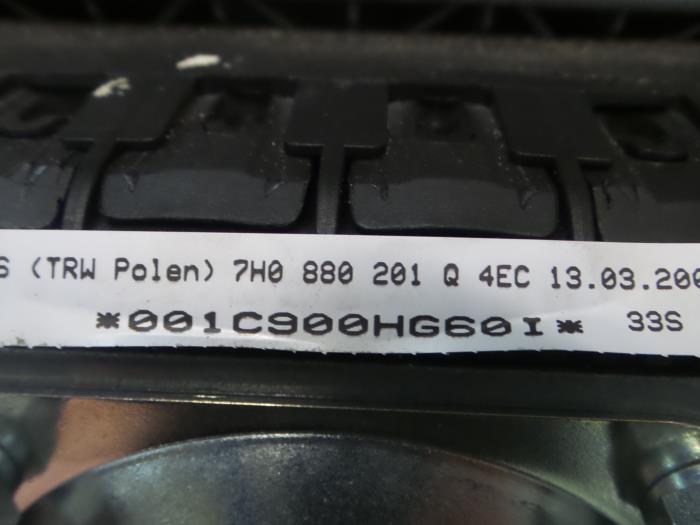 S (TRW Polen) 7H0 880 201 Q 4EC 13.03.200
*001C900HG60I* 33S